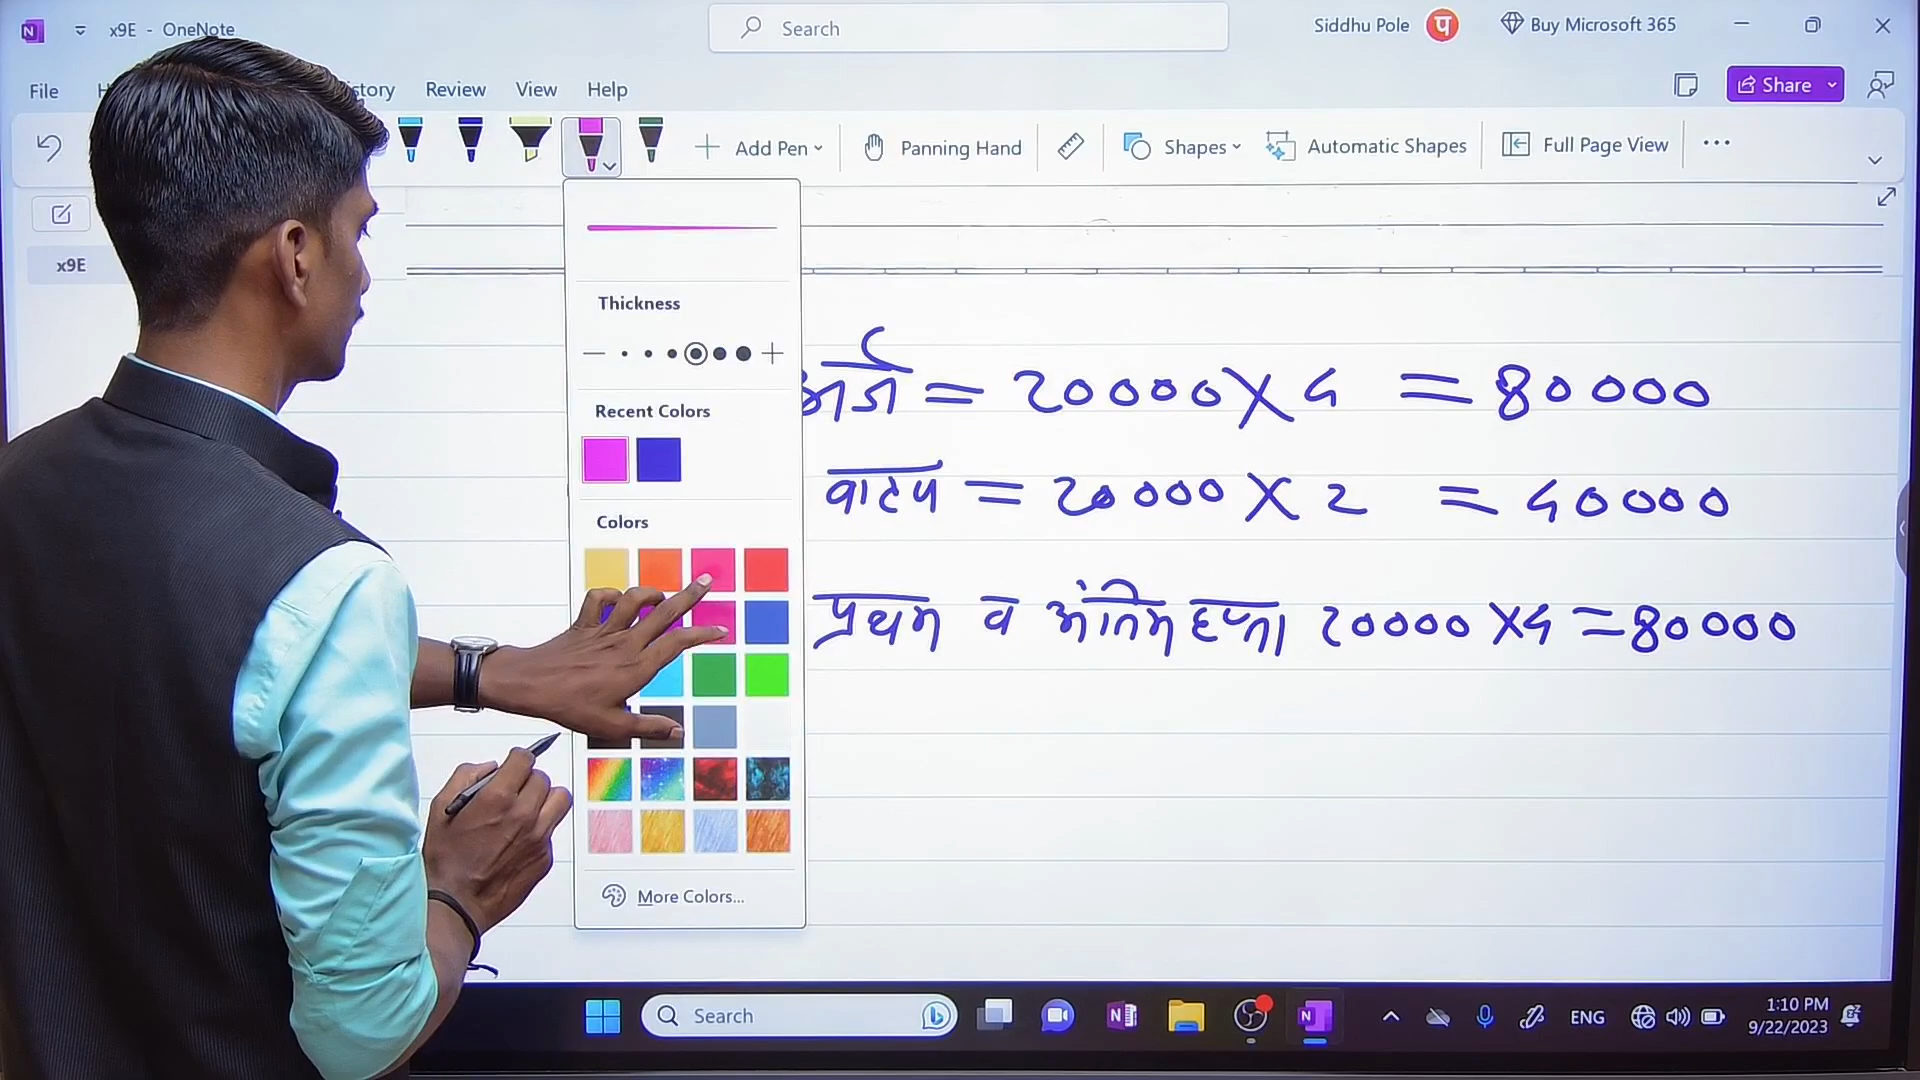 x9E - OneNote
Search
Siddhu Pole
प
Buy Microsoft 365
File
Review View Help
Share
Add Pen
Panning Hand
Shapes
Automatic Shapes
Full Page View
x9E
Thickness
Recent Colors
Colors
More Colors...
अर्ज = 20000 X 4 = 80000
वाटप = 20000 X 2 = 40000
प्रथम व अंतिम हप्ता 20000 X 4 = 80000
Search
ENG
1:10 PM
9/22/2023